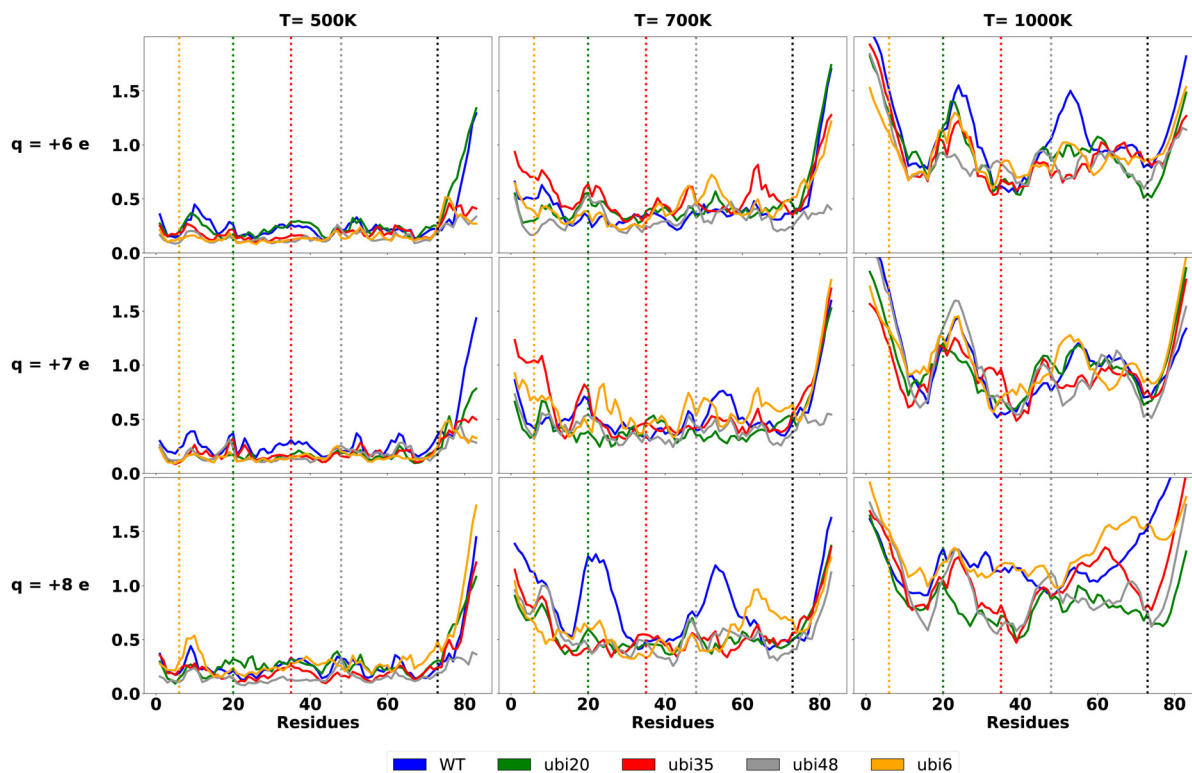 T= 500K T= 700K T= 1000K
q = +6 e
1.5
1.0
0.5
0.0
q = +7 e
1.5
1.0
0.5
0.0
q = +8 e
1.5
1.0
0.5
0.0
0 20 40 60 80 0 20 40 60 80 0 20 40 60 80
Residues Residues Residues
WT ubi20 ubi35 ubi48 ubi6